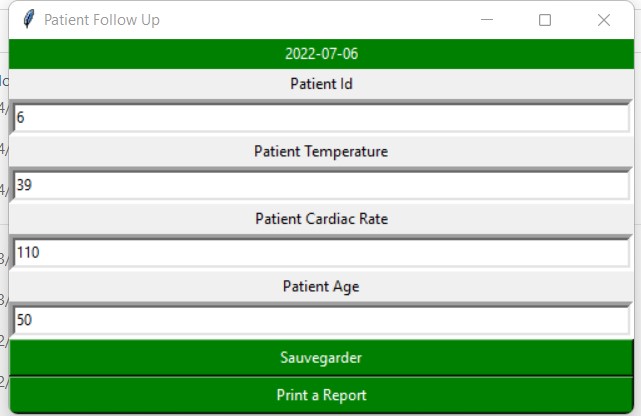 Patient Follow Up
2022-07-06
Patient Id
6
Patient Temperature
39
Patient Cardiac Rate
110
Patient Age
50
Sauvegarder
Print a Report